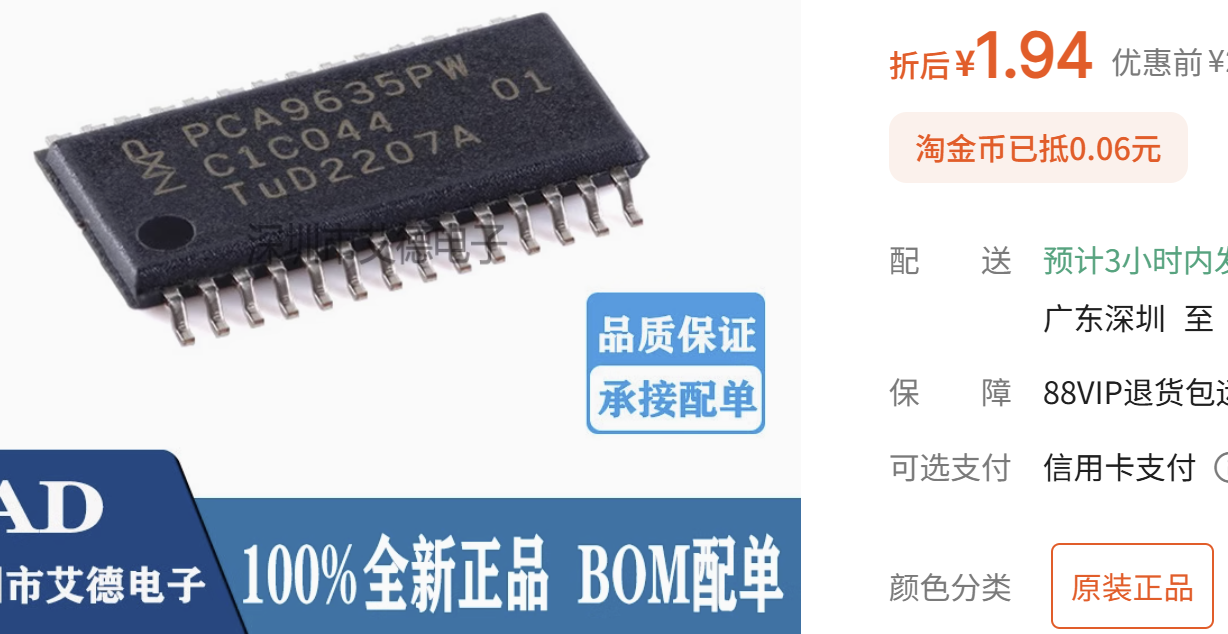 PCA9635PW
C1C044 01
TuD2207A
深圳市艾德电子
品质保证
承接配单
AD
市艾德电子
100%全新正品 BOM配单
折后¥1.94 优惠前¥
淘金币已抵0.06元
配送 预计3小时内
广东深圳 至
保障 88VIP退货包
可选支付 信用卡支付
颜色分类 原装正品